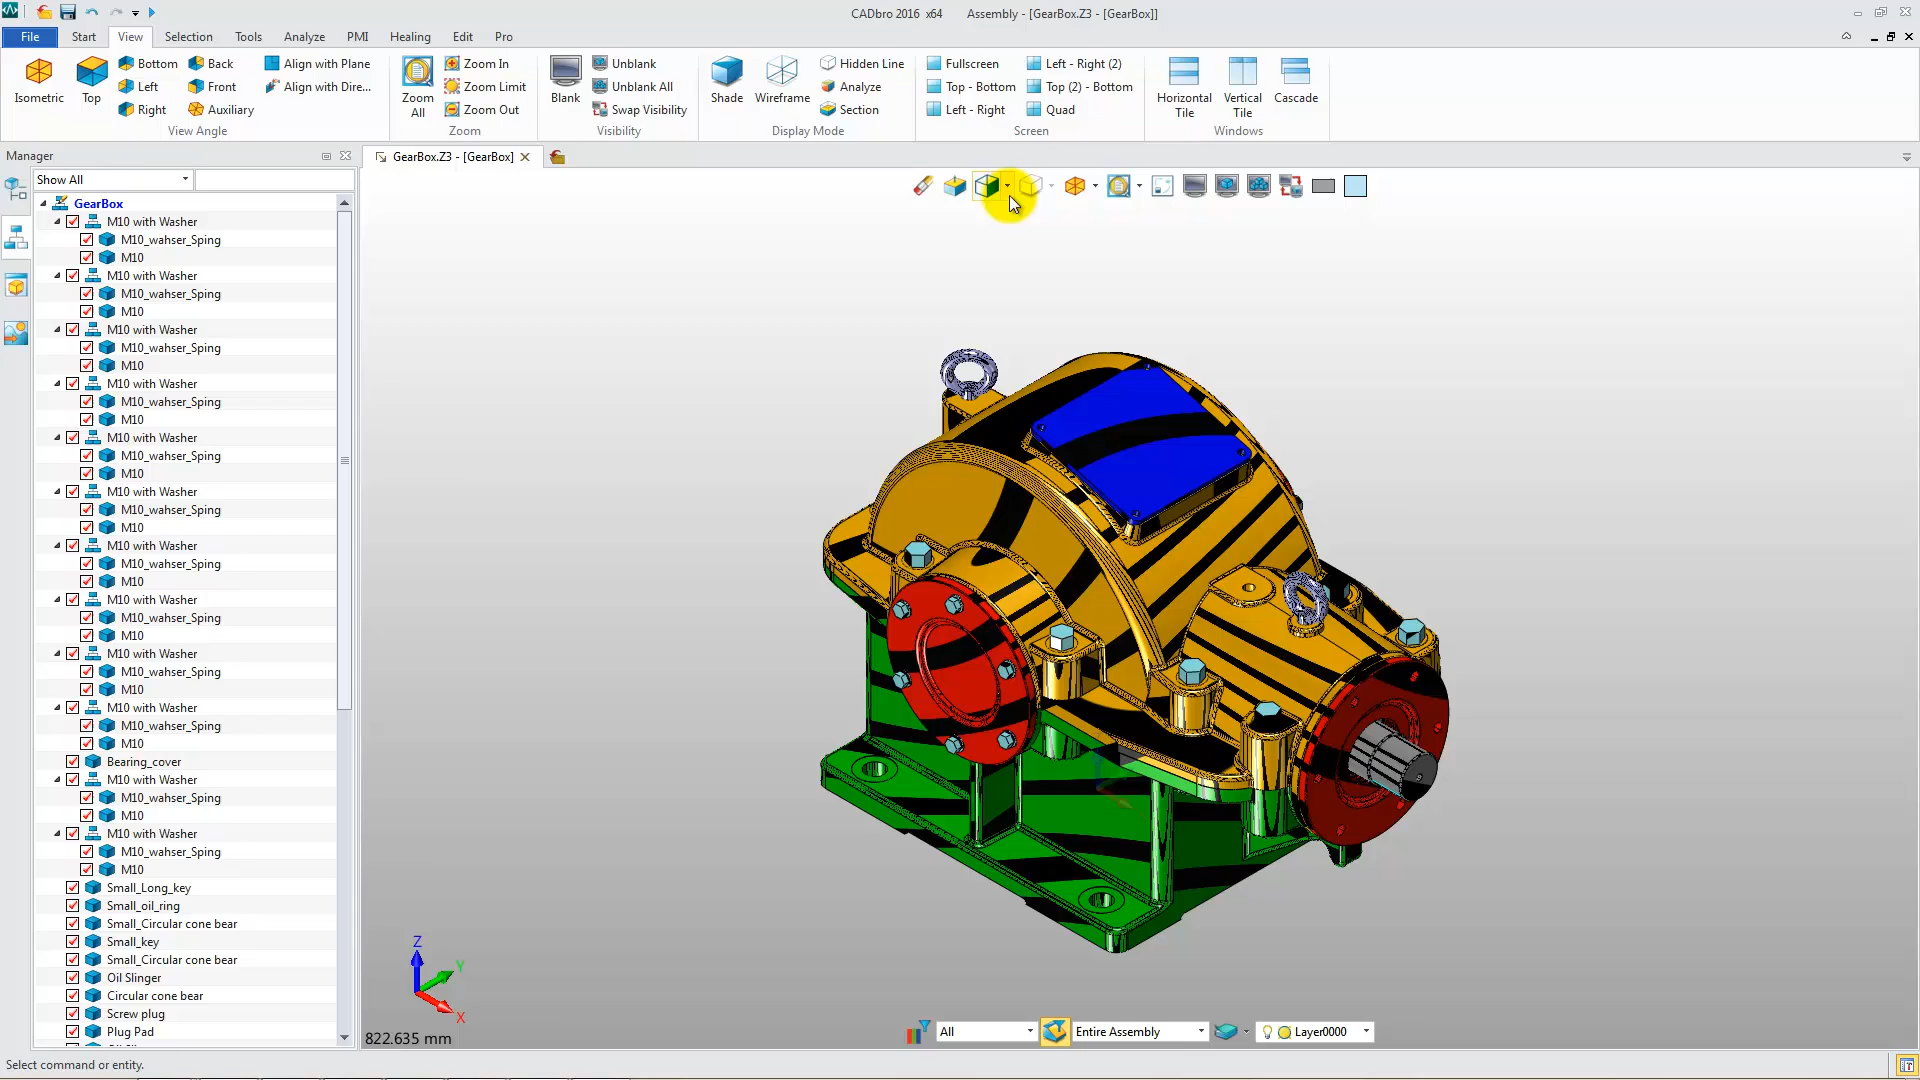 CADbro 2016 x64 Assembly - [GearBox.Z3 - [GearBox]]
File Start View Selection Tools Analyze PMI Healing Edit Pro
Isometric
Top
Bottom
Left
Right
Back
Front
Auxiliary
Align with Plane
Align with Dire...
View Angle
Zoom All
Zoom In
Zoom Limit
Zoom Out
Zoom
Blank
Unblank
Unblank All
Swap Visibility
Visibility
Shade
Wireframe
Hidden Line
Analyze
Section
Display Mode
Fullscreen
Top - Bottom
Left - Right
Left - Right (2)
Top (2) - Bottom
Quad
Screen
Horizontal Tile
Vertical Tile
Cascade
Windows
Manager
GearBox.Z3 - [GearBox]
Show All
GearBox
M10 with Washer
M10_wahser_Sping
M10
M10 with Washer
M10_wahser_Sping
M10
M10 with Washer
M10_wahser_Sping
M10
M10 with Washer
M10_wahser_Sping
M10
M10 with Washer
M10_wahser_Sping
M10
M10 with Washer
M10_wahser_Sping
M10
M10 with Washer
M10_wahser_Sping
M10
M10 with Washer
M10_wahser_Sping
M10
M10 with Washer
M10_wahser_Sping
M10
M10 with Washer
M10_wahser_Sping
M10
Bearing_cover
M10 with Washer
M10_wahser_Sping
M10
M10 with Washer
M10_wahser_Sping
M10
Small_Long_key
Small_oil_ring
Small_Circular cone bear
Small_key
Small_Circular cone bear
Oil Slinger
Circular cone bear
Screw plug
Plug Pad
Z
Y
X
822.635 mm
All
Entire Assembly
Layer0000
Select command or entity.